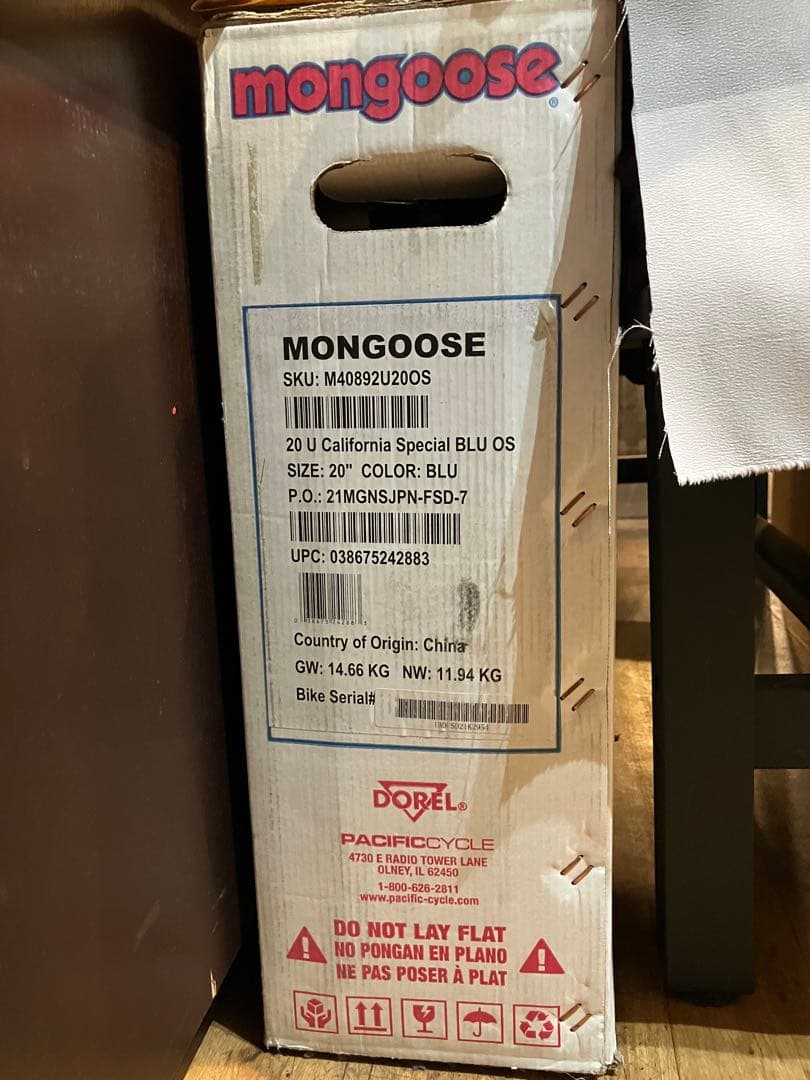 mongoose®
MONGOOSE
SKU: M40892U20OS
20 U California Special BLU OS
SIZE: 20" COLOR: BLU
P.O.: 21MGNSJPN-FSD-7
UPC: 038675242883
Country of Origin: China
GW: 14.66 KG NW: 11.94 KG
Bike Serial#
DOREL®
PACIFICCYCLE
4730 E RADIO TOWER LANE
OLNEY, IL 62450
1-800-626-2811
www.pacific-cycle.com
DO NOT LAY FLAT
NO PONGAN EN PLANO
NE PAS POSER À PLAT